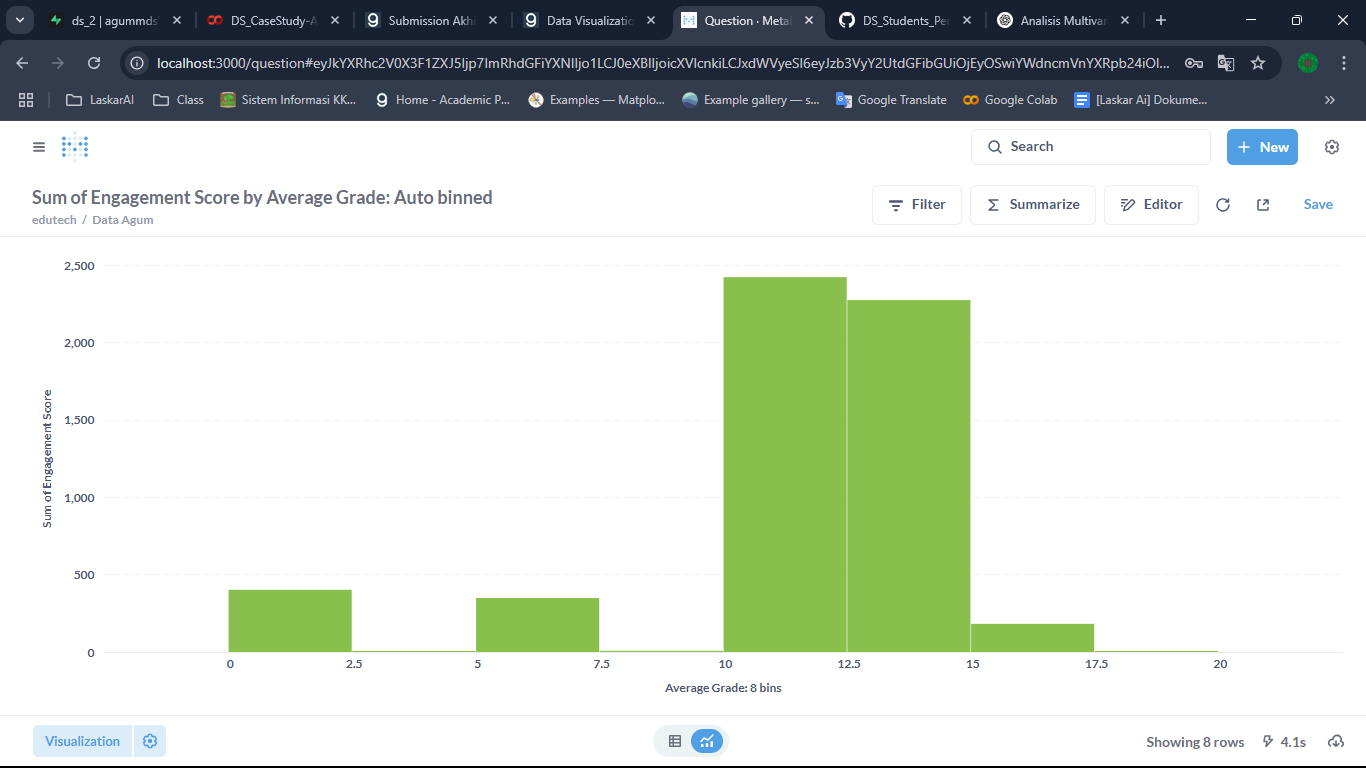 ds_2 | agummds'
DS_CaseStudy-A
Submission Akhi
Data Visualizatio
Question · Metab
DS_Students_Per
Analisis Multivar
localhost:3000/question#eyJkYXRhc2V0X3F1ZXJ5Ijp7ImRhdGFiYXNlIjo1LCJ0eXBlIjoicXVlcnkiLCJxdWVyeSI6eyJzb3VyY2UtdGFibGUiOjEyOSwiYWdncmVnYXRpb24iOl...
LaskarAI
Class
Sistem Informasi KK...
Home - Academic P...
Examples — Matplo...
Example gallery — s...
Google Translate
Google Colab
[Laskar Ai] Dokume...
Search
New
Sum of Engagement Score by Average Grade: Auto binned
edutech / Data Agum
Filter
Summarize
Editor
Save
2,500
2,000
1,500
1,000
500
0
Sum of Engagement Score
0 2.5 5 7.5 10 12.5 15 17.5 20
Average Grade: 8 bins
Visualization
Showing 8 rows
4.1s